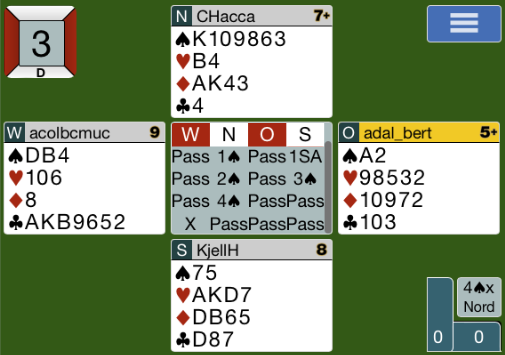 3
D
N CHacca 7+
♠K109863
♥B4
♦AK43
♣4
W acolbcmuc 9
♠DB4
♥106
♦8
♣AKB9652
W N O S
Pass 1♠ Pass 1SA
Pass 2♠ Pass 3♠
Pass 4♠ Pass Pass
X Pass Pass Pass
O adal_bert 5+
♠A2
♥98532
♦10972
♣103
S KjellH 8
♠75
♥AKD7
♦DB65
♣D87
4♠x
Nord
0 0